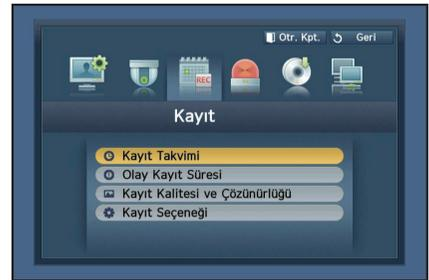 Otr. Kpt. Geri
REC
Kayıt
Kayıt Takvimi
Olay Kayıt Süresi
Kayıt Kalitesi ve Çözünürlüğü
Kayıt Seçeneği